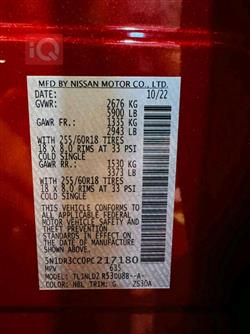 iQ
MFD BY NISSAN MOTOR CO., LTD.
DATE: 10/22
GVWR: 2676 KG
5900 LB
GAWR FR.: 1335 KG
2943 LB
WITH 255/60R18 TIRES
18 X 8.0 RIMS AT 33 PSI
COLD SINGLE
GAWR RR.: 1530 KG
3373 LB
WITH 255/60R18 TIRES
18 X 8.0 RIMS AT 33 PSI
COLD SINGLE
THIS VEHICLE CONFORMS TO
ALL APPLICABLE FEDERAL
MOTOR VEHICLE SAFETY AND
THEFT PREVENTION
STANDARDS IN EFFECT ON
THE DATE OF MANUFACTURE
SHOWN ABOVE.
5N1DR3CC0PC217180
MPV 635
MODEL:
COLOR: NBL TRIM: G